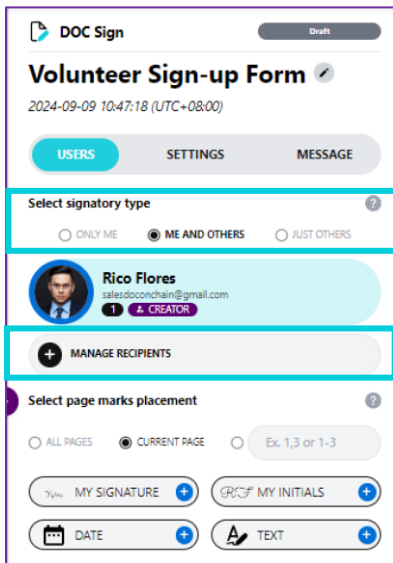 DOC Sign Draft
Volunteer Sign-up Form
2024-09-09 10:47:18 (UTC+08:00)
USERS SETTINGS MESSAGE
Select signatory type ?
ONLY ME ME AND OTHERS JUST OTHERS
Rico Flores
salesdoconchain@gmail.com
1 CREATOR
MANAGE RECIPIENTS
Select page marks placement ?
ALL PAGES CURRENT PAGE Ex. 1,3 or 1-3
MY SIGNATURE RCF MY INITIALS
DATE TEXT